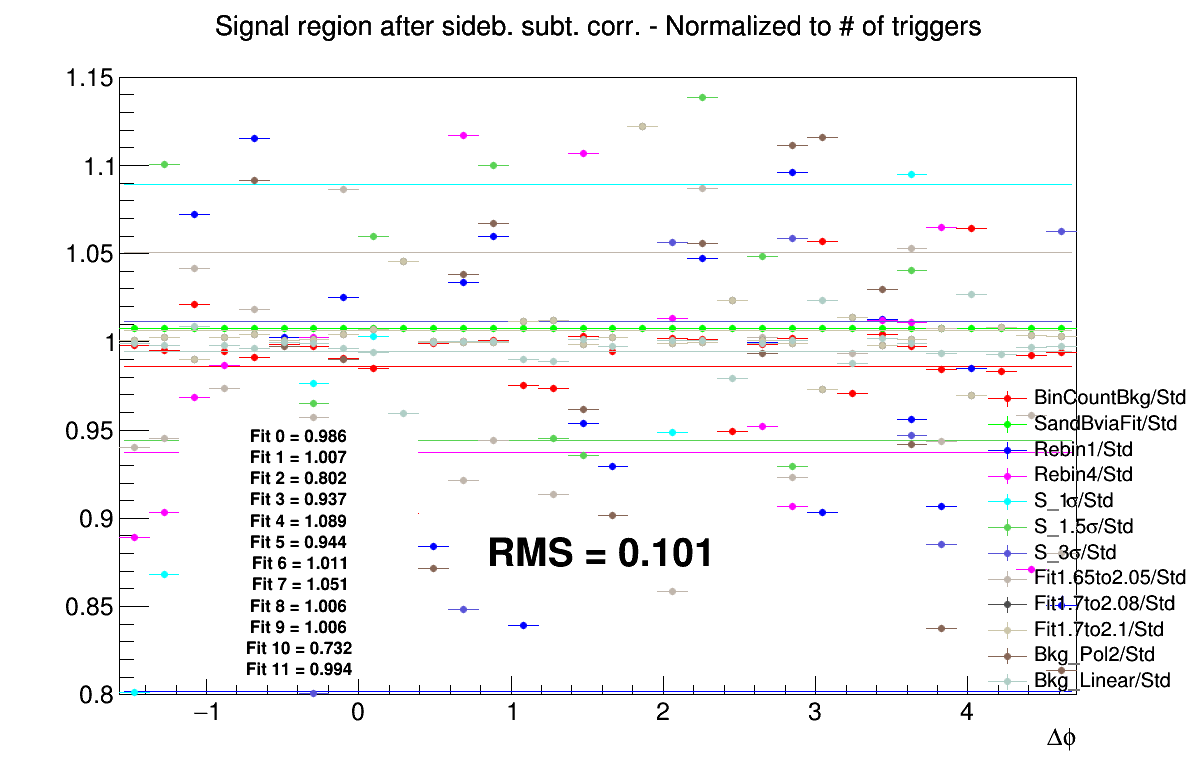 Signal region after sideb. subt. corr. - Normalized to # of triggers
1.15
1.1
1.05
1
0.95
0.9
0.85
0.8
Fit 0 = 0.986
Fit 1 = 1.007
Fit 2 = 0.802
Fit 3 = 0.937
Fit 4 = 1.089
Fit 5 = 0.944
Fit 6 = 1.011
Fit 7 = 1.051
Fit 8 = 1.006
Fit 9 = 1.006
Fit 10 = 0.732
Fit 11 = 0.994
RMS = 0.101
BinCountBkg/Std
SandBviaFit/Std
Rebin1/Std
Rebin4/Std
S_1σ/Std
S_1.5σ/Std
S_3σ/Std
Fit1.65to2.05/Std
Fit1.7to2.08/Std
Fit1.7to2.1/Std
Bkg_Pol2/Std
Bkg_Linear/Std
−1 0 1 2 3 4
Δϕ